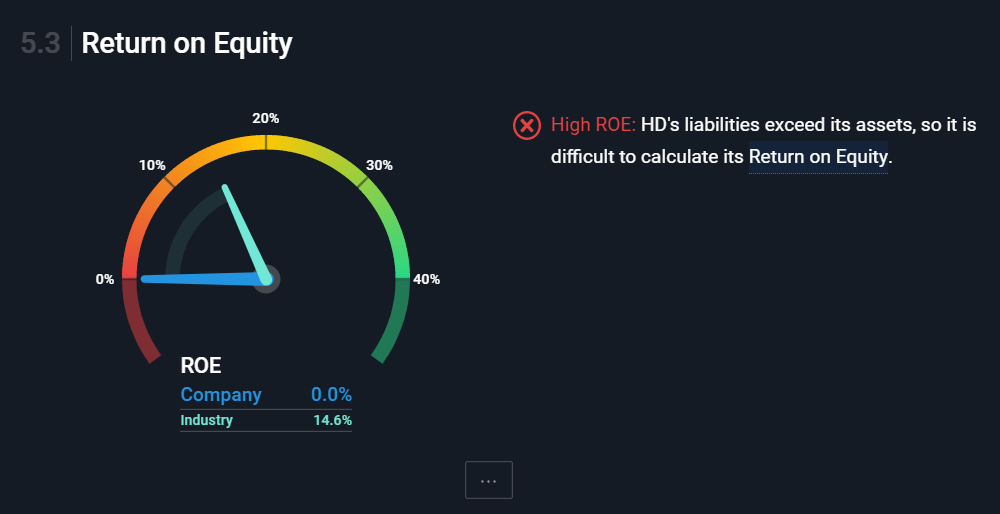 5.3 Return on Equity
20%
10%
30%
0%
40%
ROE
Company 0.0%
Industry 14.6%
High ROE: HD's liabilities exceed its assets, so it is
difficult to calculate its Return on Equity.
...